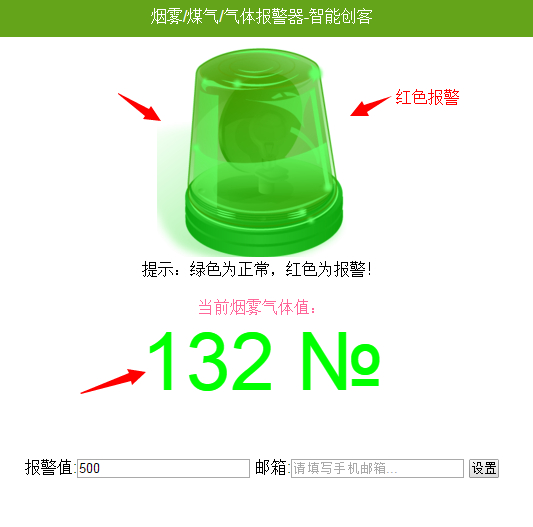 烟雾/煤气/气体报警器-智能创客
红色报警
提示：绿色为正常，红色为报警！
当前烟雾气体值：
132 №
报警值:500 邮箱:请填写手机邮箱... 设置